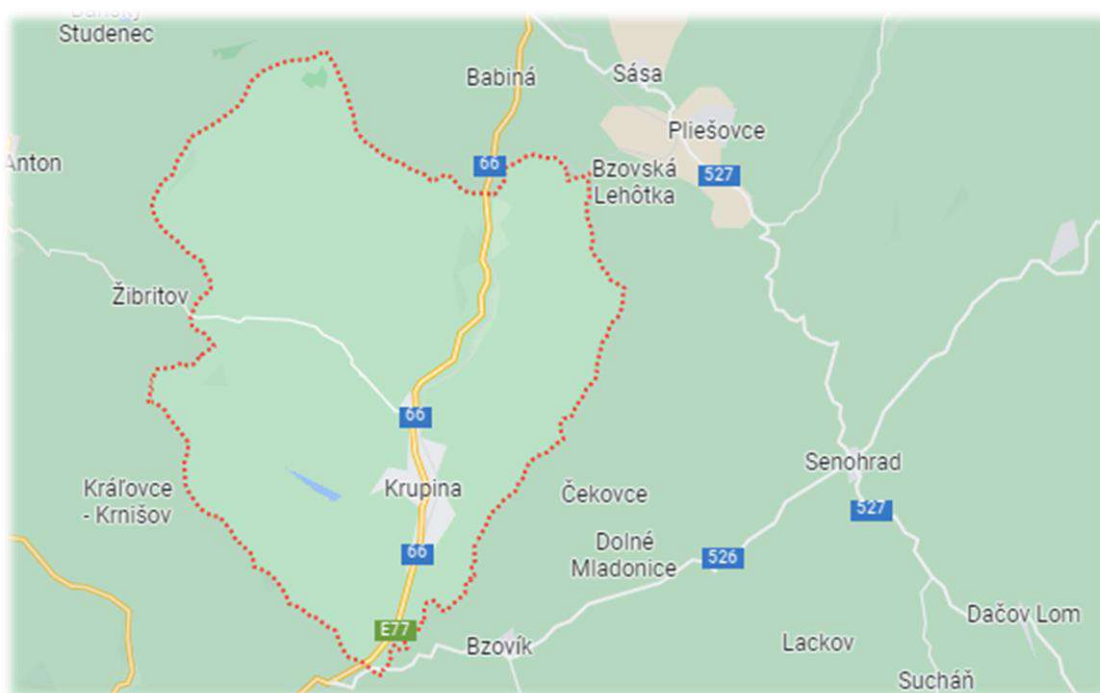 Studenec
Babiná
Sása
Pliešovce
Anton
66
Bzovská
Lehôtka
527
Žibritov
66
Senohrad
Kráľovce
- Krnišov
Krupina
Čekovce
527
Dolné
Mladonice
66
526
E77
Bzovík
Lackov
Dačov Lom
Sucháň